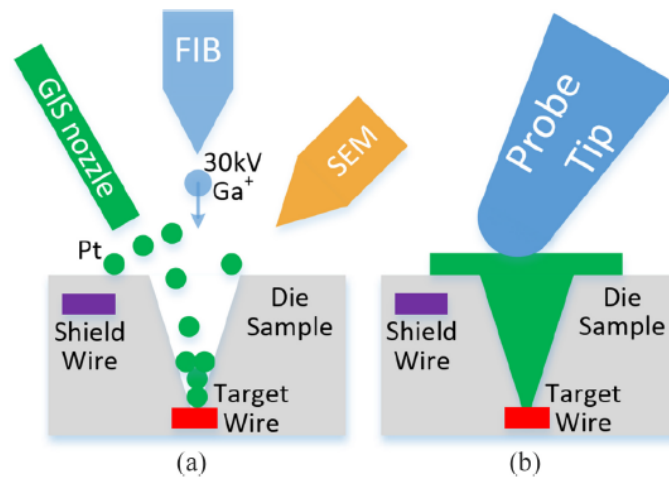 GIS nozzle
FIB
30kV
Ga⁺
SEM
Pt
Shield
Wire
Die
Sample
Target
Wire
(a)
Probe
Tip
Shield
Wire
Die
Sample
Target
Wire
(b)